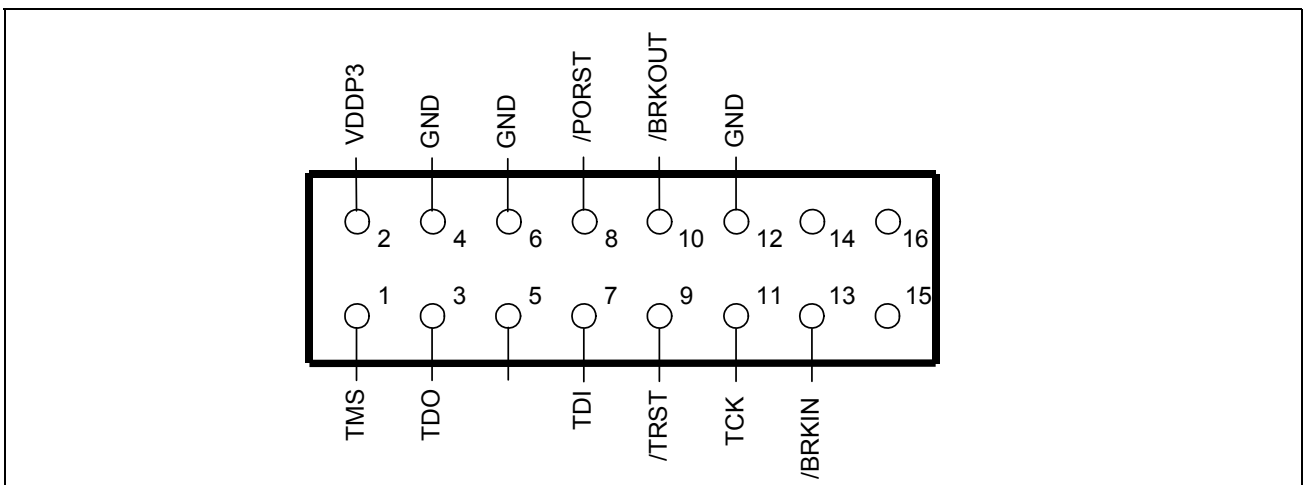 VDDP3
GND
GND
/PORST
/BRKOUT
GND
2 4 6 8 10 12 14 16
1 3 5 7 9 11 13 15
TMS
TDO
TDI
/TRST
TCK
/BRKIN